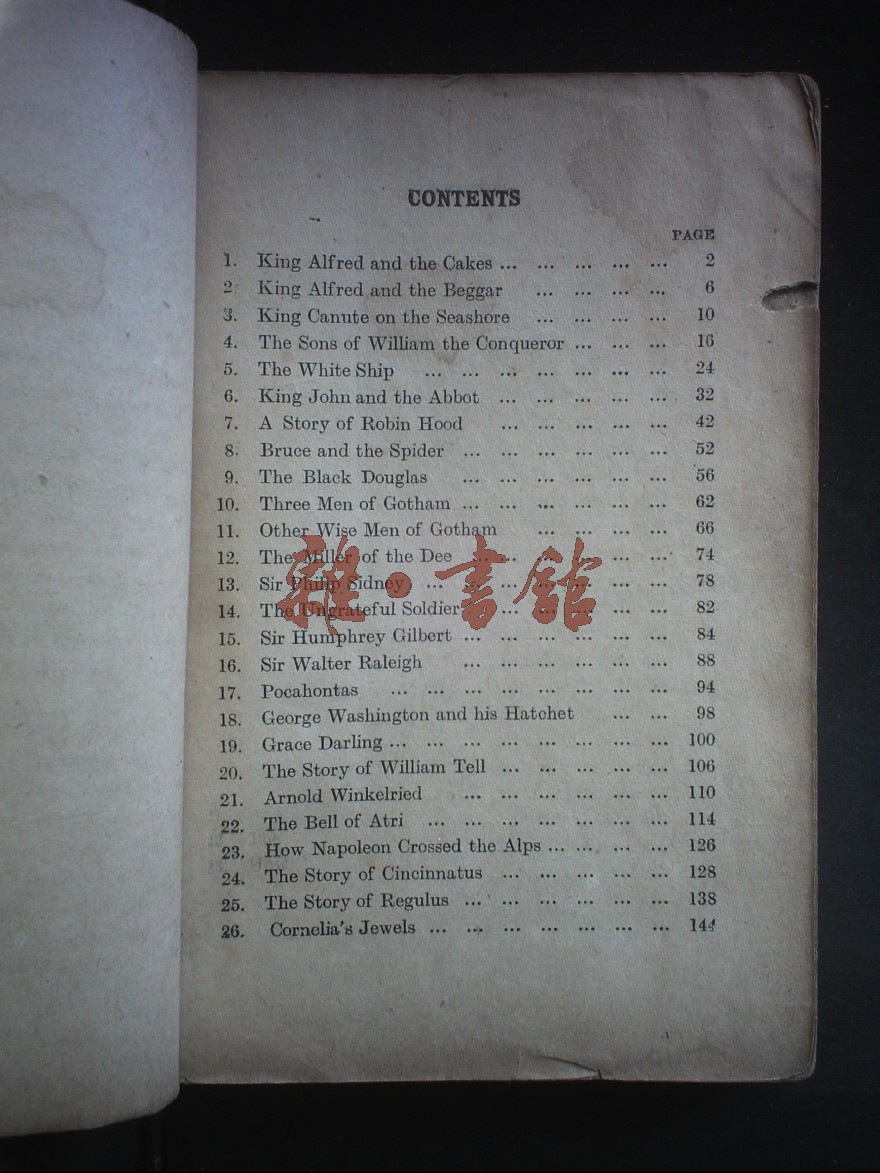 CONTENTS
PAGE
1. King Alfred and the Cakes ... ... ... ... ... 2
2. King Alfred and the Beggar ... ... ... ... 6
3. King Canute on the Seashore ... ... ... ... 10
4. The Sons of William the Conqueror ... ... ... 16
5. The White Ship ... ... ... ... ... ... ... 24
6. King John and the Abbot ... ... ... ... ... 32
7. A Story of Robin Hood ... ... ... ... ... 42
8. Bruce and the Spider ... ... ... ... ... ... 52
9. The Black Douglas ... ... ... ... ... ... 56
10. Three Men of Gotham ... ... ... ... ... ... 62
11. Other Wise Men of Gotham ... ... ... ... 66
12. The Miller of the Dee ... ... ... ... ... ... 74
13. Sir Philip Sidney ... ... ... ... ... ... ... 78
14. The Ungrateful Soldier ... ... ... ... ... 82
15. Sir Humphrey Gilbert ... ... ... ... ... ... 84
16. Sir Walter Raleigh ... ... ... ... ... ... 88
17. Pocahontas ... ... ... ... ... ... ... ... 94
18. George Washington and his Hatchet ... ... 98
19. Grace Darling ... ... ... ... ... ... ... ... 100
20. The Story of William Tell ... ... ... ... ... 106
21. Arnold Winkelried ... ... ... ... ... ... 110
22. The Bell of Atri ... ... ... ... ... ... ... 114
23. How Napoleon Crossed the Alps ... ... ... ... 126
24. The Story of Cincinnatus ... ... ... ... ... 128
25. The Story of Regulus ... ... ... ... ... ... 138
26. Cornelia's Jewels ... ... ... ... ... ... ... 144
雜·書館